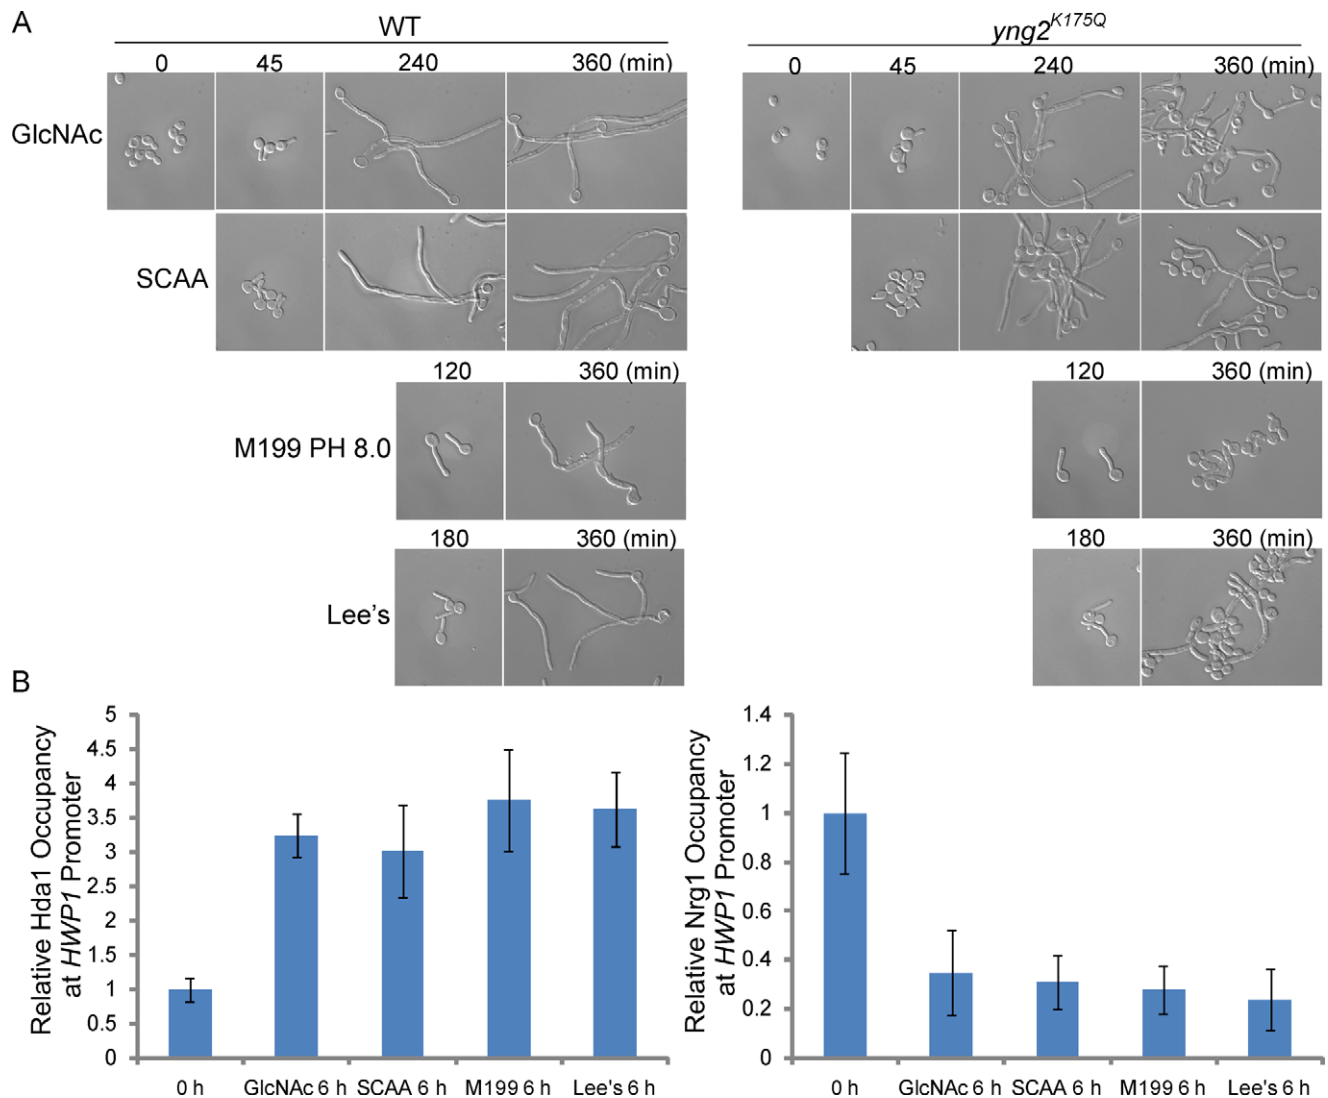 A
WT
yng2K175Q
0 45 240 360 (min)
0 45 240 360 (min)
GlcNAc
SCAA
120 360 (min)
120 360 (min)
M199 PH 8.0
180 360 (min)
180 360 (min)
Lee's
B
Relative Hda1 Occupancy
at HWP1 Promoter
5
4.5
4
3.5
3
2.5
2
1.5
1
0.5
0
0 h GlcNAc 6 h SCAA 6 h M199 6 h Lee's 6 h
Relative Nrg1 Occupancy
at HWP1 Promoter
1.4
1.2
1
0.8
0.6
0.4
0.2
0
0 h GlcNAc 6 h SCAA 6 h M199 6 h Lee's 6 h